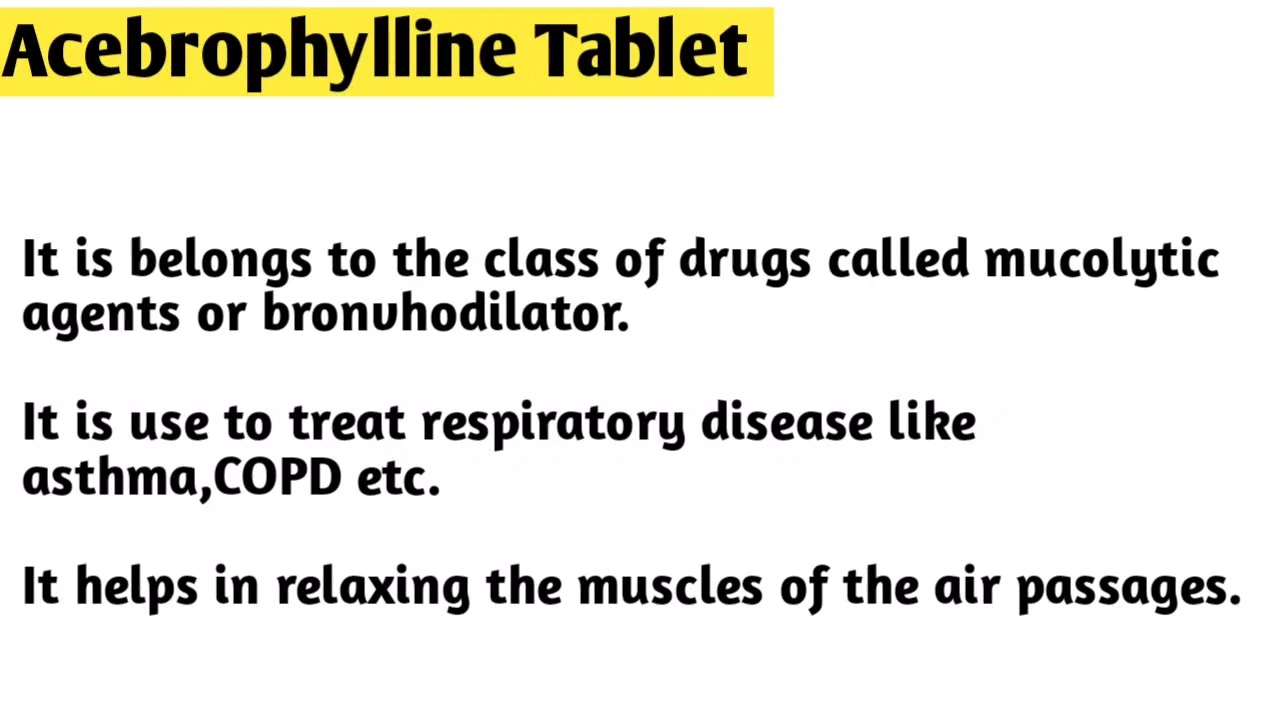 Acebrophylline Tablet
It is belongs to the class of drugs called mucolytic
agents or bronuhodilator.
It is use to treat respiratory disease like
asthma,COPD etc.
It helps in relaxing the muscles of the air passages.